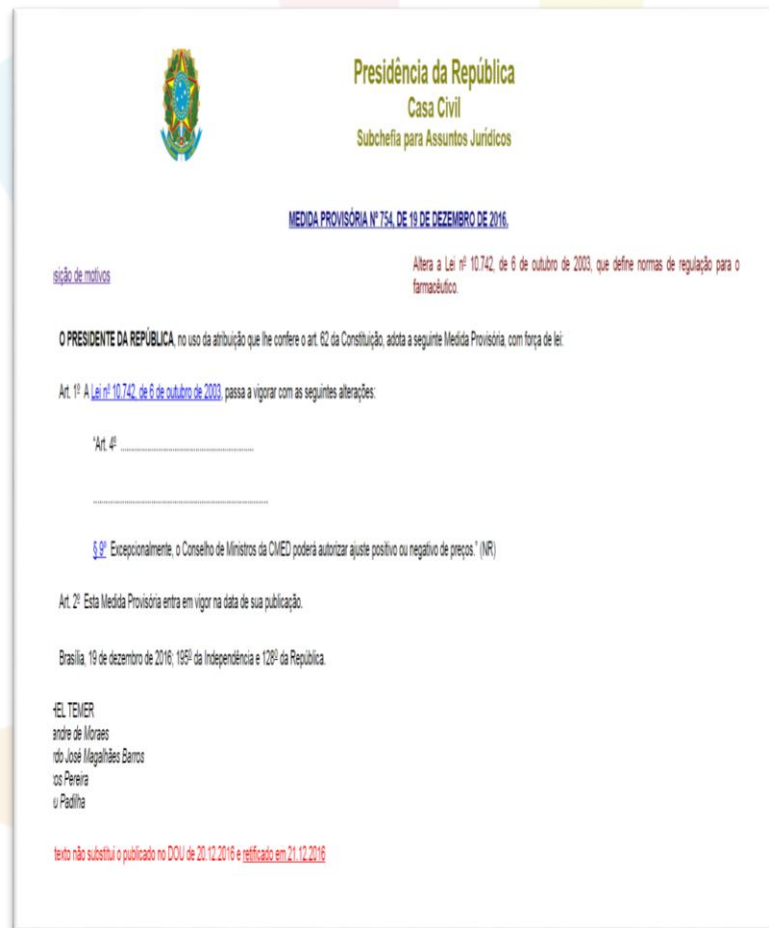 Presidência da República
Casa Civil
Subchefia para Assuntos Jurídicos
MEDIDA PROVISÓRIA Nº 754, DE 19 DE DEZEMBRO DE 2016.
sição de motivos
Altera a Lei nº 10.742, de 6 de outubro de 2003, que define normas de regulação para o
farmacêutico.
O PRESIDENTE DA REPÚBLICA, no uso da atribuição que lhe confere o art. 62 da Constituição, adota a seguinte Medida Provisória, com força de lei:
Art. 1º A Lei nº 10.742, de 6 de outubro de 2003, passa a vigorar com as seguintes alterações:
“Art. 4º ......................................................
.......................................................................
§ 9º Excepcionalmente, o Conselho de Ministros da CMED poderá autorizar ajuste positivo ou negativo de preços.” (NR)
Art. 2º Esta Medida Provisória entra em vigor na data de sua publicação.
Brasília, 19 de dezembro de 2016; 195º da Independência e 128º da República.
HEL TEMER
andre de Moraes
rdo José Magalhães Barros
os Pereira
u Padilha
texto não substitui o publicado no DOU de 20.12.2016 e retificado em 21.12.2016